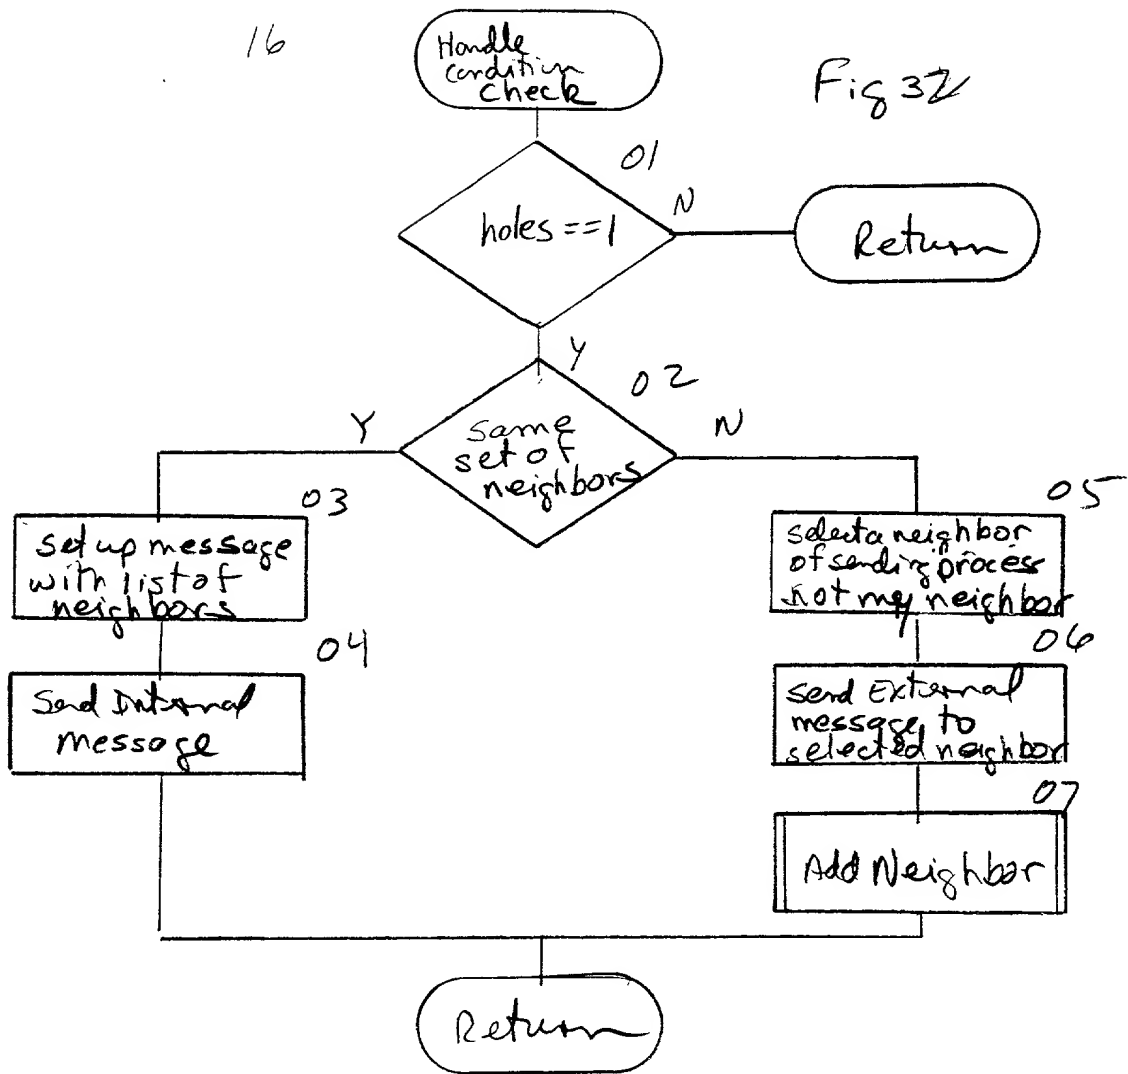 16
Handle
condition
check
Fig 32
01
holes==1
N
Return
Y
02
same
set of
neighbors
Y
N
03
set up message
with list of
neighbors
04
Send Internal
message
05
select a neighbor
of sending process
not my neighbor
06
send External
message to
selected neighbor
07
Add Neighbor
Return